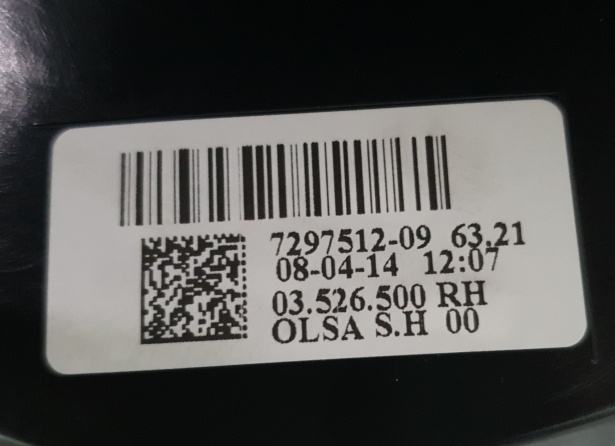 7297512-09 63.21
08-04-14 12:07
03.526.500 RH
OLSA S.H 00